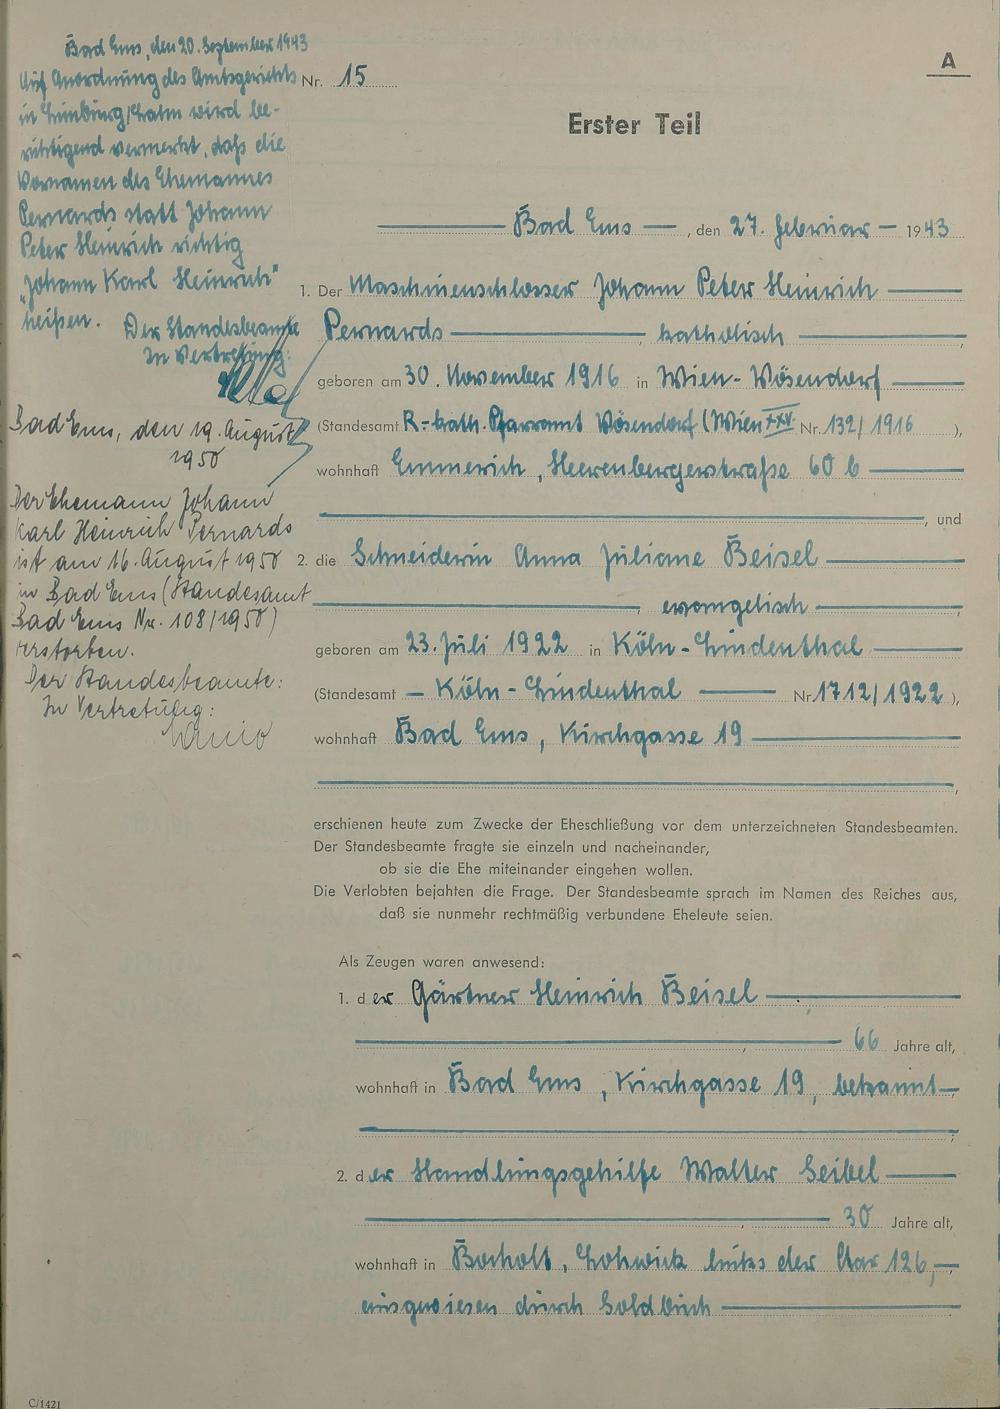 Bad Ems, den 20. September 1943
Auf Anordnung des Amtsgerichts
in Limburg/Lahn wird be-
richtigend vermerkt, daß die
Vornamen des Ehemannes
Pernards statt Johann
Peter Heinrich richtig
„Johann Karl Heinrich"
heißen. Der Standesbeamte
In Vertretung:
Bad Ems, den 19. August
1950
Der Ehemann Johann
Karl Heinrich Pernards
ist am 16. August 1950
in Bad Ems (Standesamt
Bad Ems Nr. 108/1950)
verstorben.
Der Standesbeamte:
In Vertretung:
A
Nr. 15
Erster Teil
Bad Ems, den 27. Februar 1943
1. Der Maschinenschlosser Johann Peter Heinrich
Pernards, katholisch,
geboren am 30. November 1916 in Wien-Vösendorf
(Standesamt R.-kath. Pfarramt Vösendorf (Wien XXV Nr. 132/1916),
wohnhaft Emmerich, Heerenbergerstraße 60 b
, und
2. die Schneiderin Anna Juliane Beisel
, evangelisch,
geboren am 23. Juli 1922 in Köln-Lindenthal
(Standesamt Köln-Lindenthal Nr. 1712/1922),
wohnhaft Bad Ems, Kirchgasse 19
,
erschienen heute zum Zwecke der Eheschließung vor dem unterzeichneten Standesbeamten.
Der Standesbeamte fragte sie einzeln und nacheinander,
ob sie die Ehe miteinander eingehen wollen.
Die Verlobten bejahten die Frage. Der Standesbeamte sprach im Namen des Reiches aus,
daß sie nunmehr rechtmäßig verbundene Eheleute seien.
Als Zeugen waren anwesend:
1. der Gärtner Heinrich Beisel
, 66 Jahre alt,
wohnhaft in Bad Ems, Kirchgasse 19, bekannt
,
2. der Handlungsgehilfe Walter Seibel
, 30 Jahre alt,
wohnhaft in Bocholt, Lohwick links der Aar 126,
ausgewiesen durch Soldbuch
C/1421